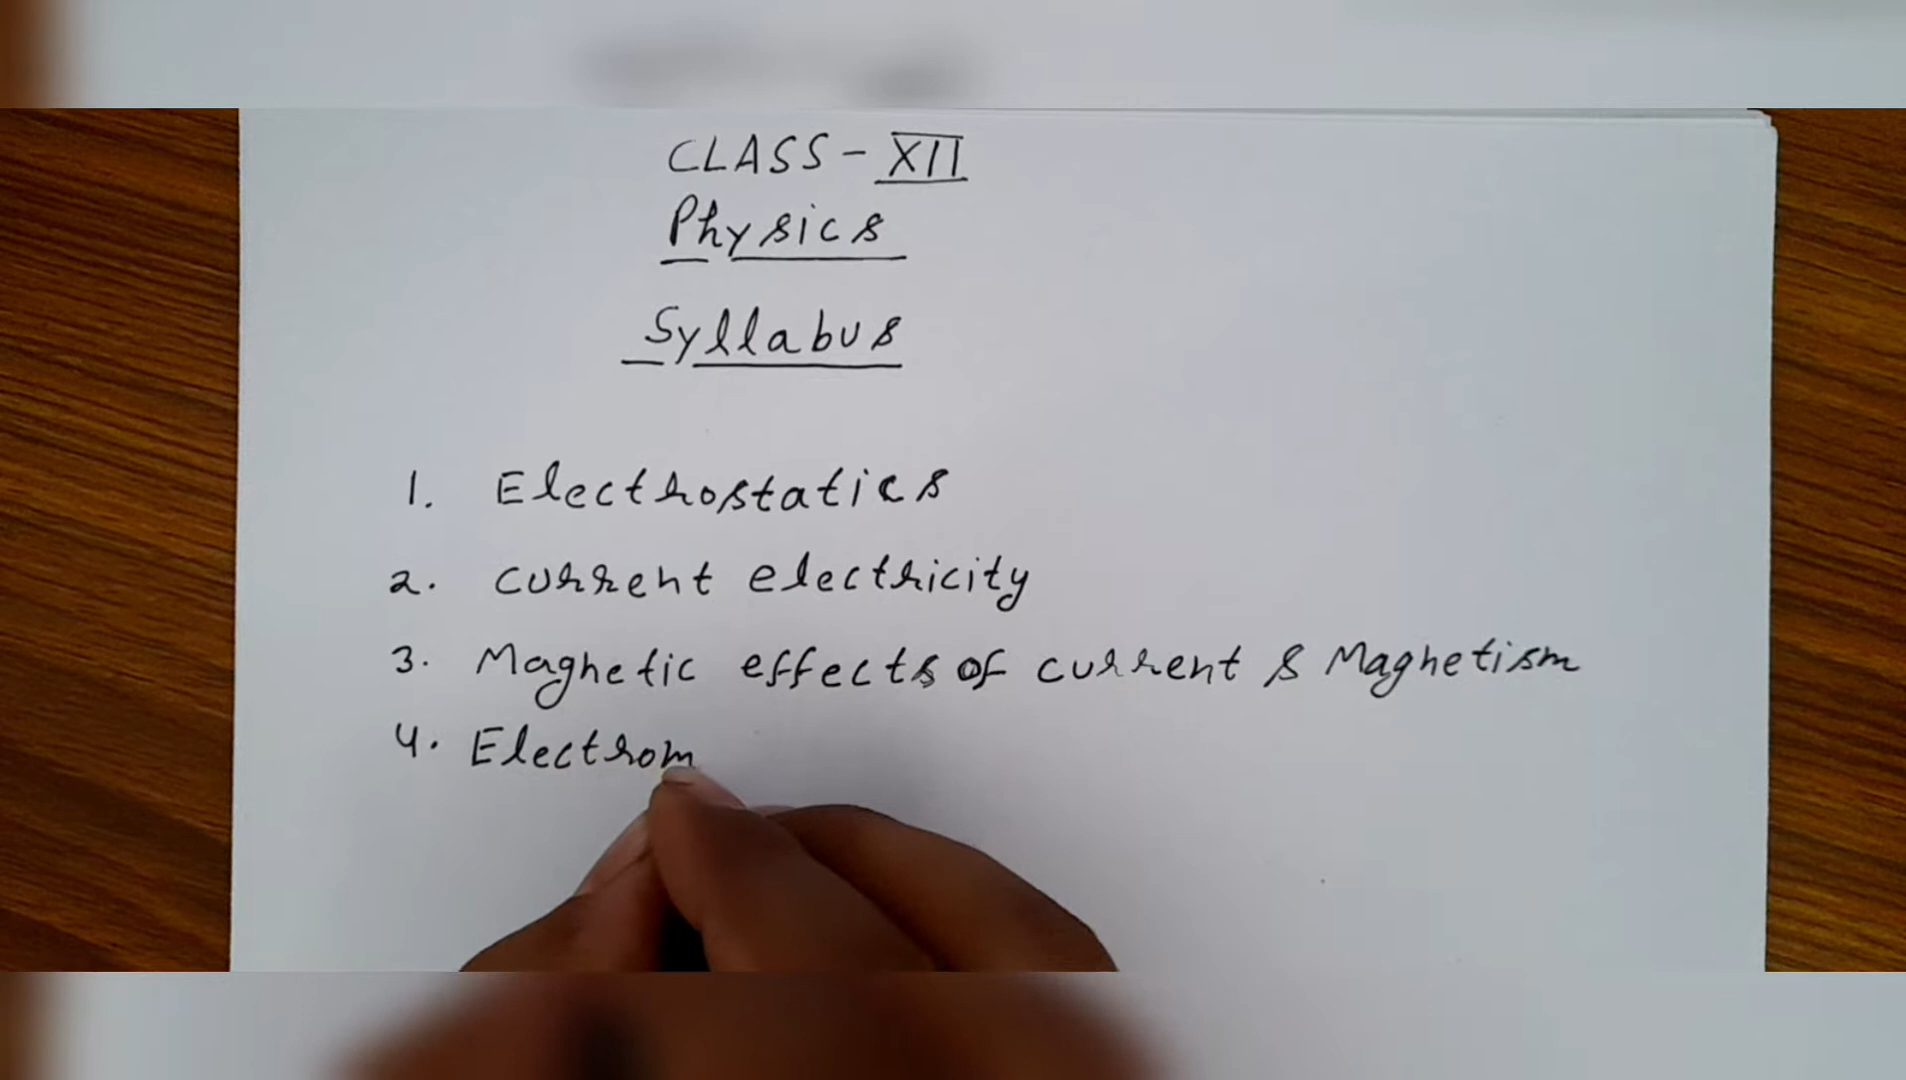 CLASS - XII
Physics
Syllabus
1. Electrostatics
2. current electricity
3. Magnetic effects of current & Magnetism
4. Electrom